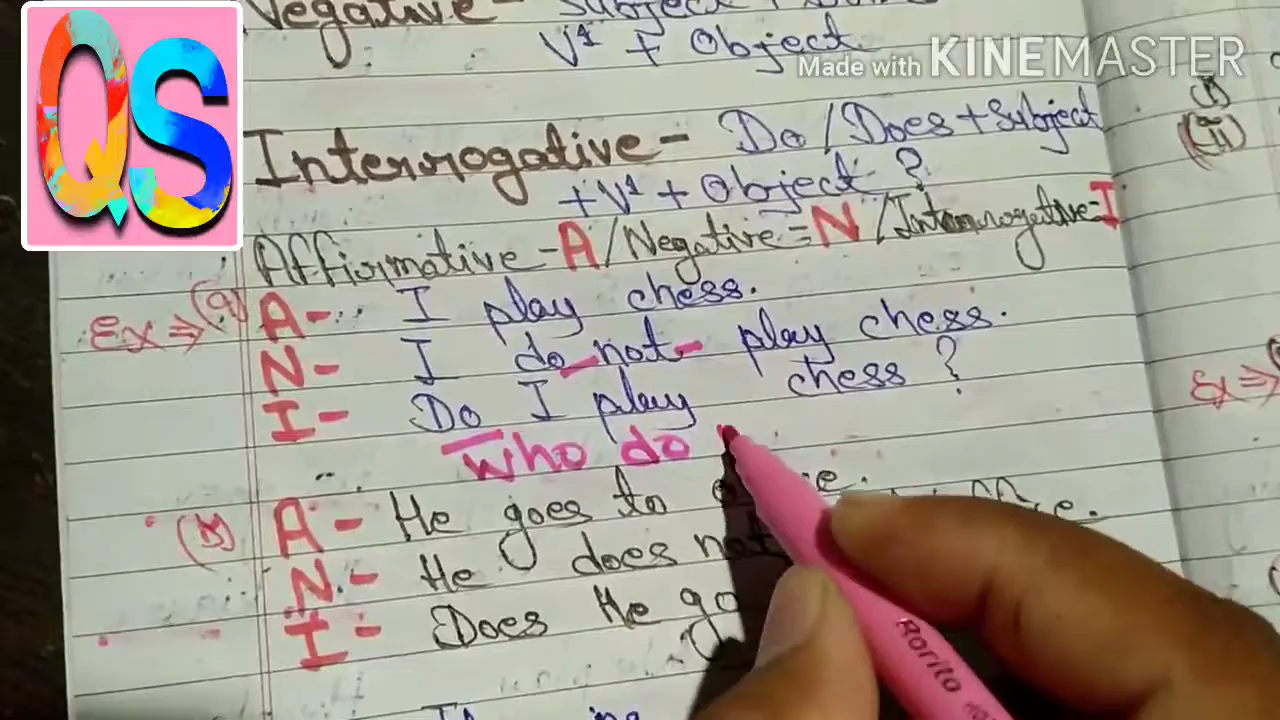 QS
Made with KINEMASTER
Negative - Subject +
V¹ + Object
Interrogative - Do / Does + Subject
+ V¹ + Object ?
Affirmative - A / Negative = N / Interrogative - I
Ex ⇒ (a) A - I play chess.
N - I do not play chess.
I - Do I play chess ?
Who do
(b) A - He goes to
N - He does not
I - Does He go
(i)
(ii)
Ex ⇒
Rorito